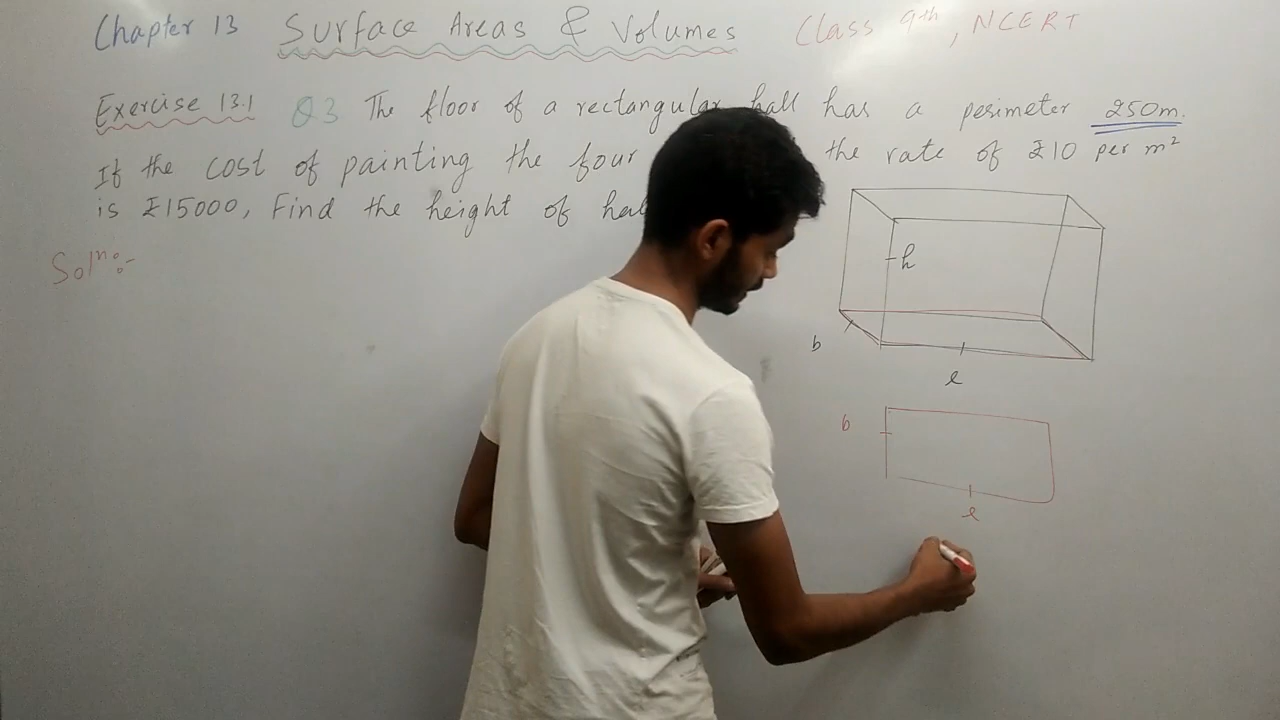 Chapter 13 Surface Areas & Volumes Class 9th, NCERT
Exercise 13.1 Q3 The floor of a rectangular hall has a perimeter 250m.
If the cost of painting the four the rate of ₹10 per m²
is ₹15000, Find the height of
Solⁿ:-
h
b
l
b
l